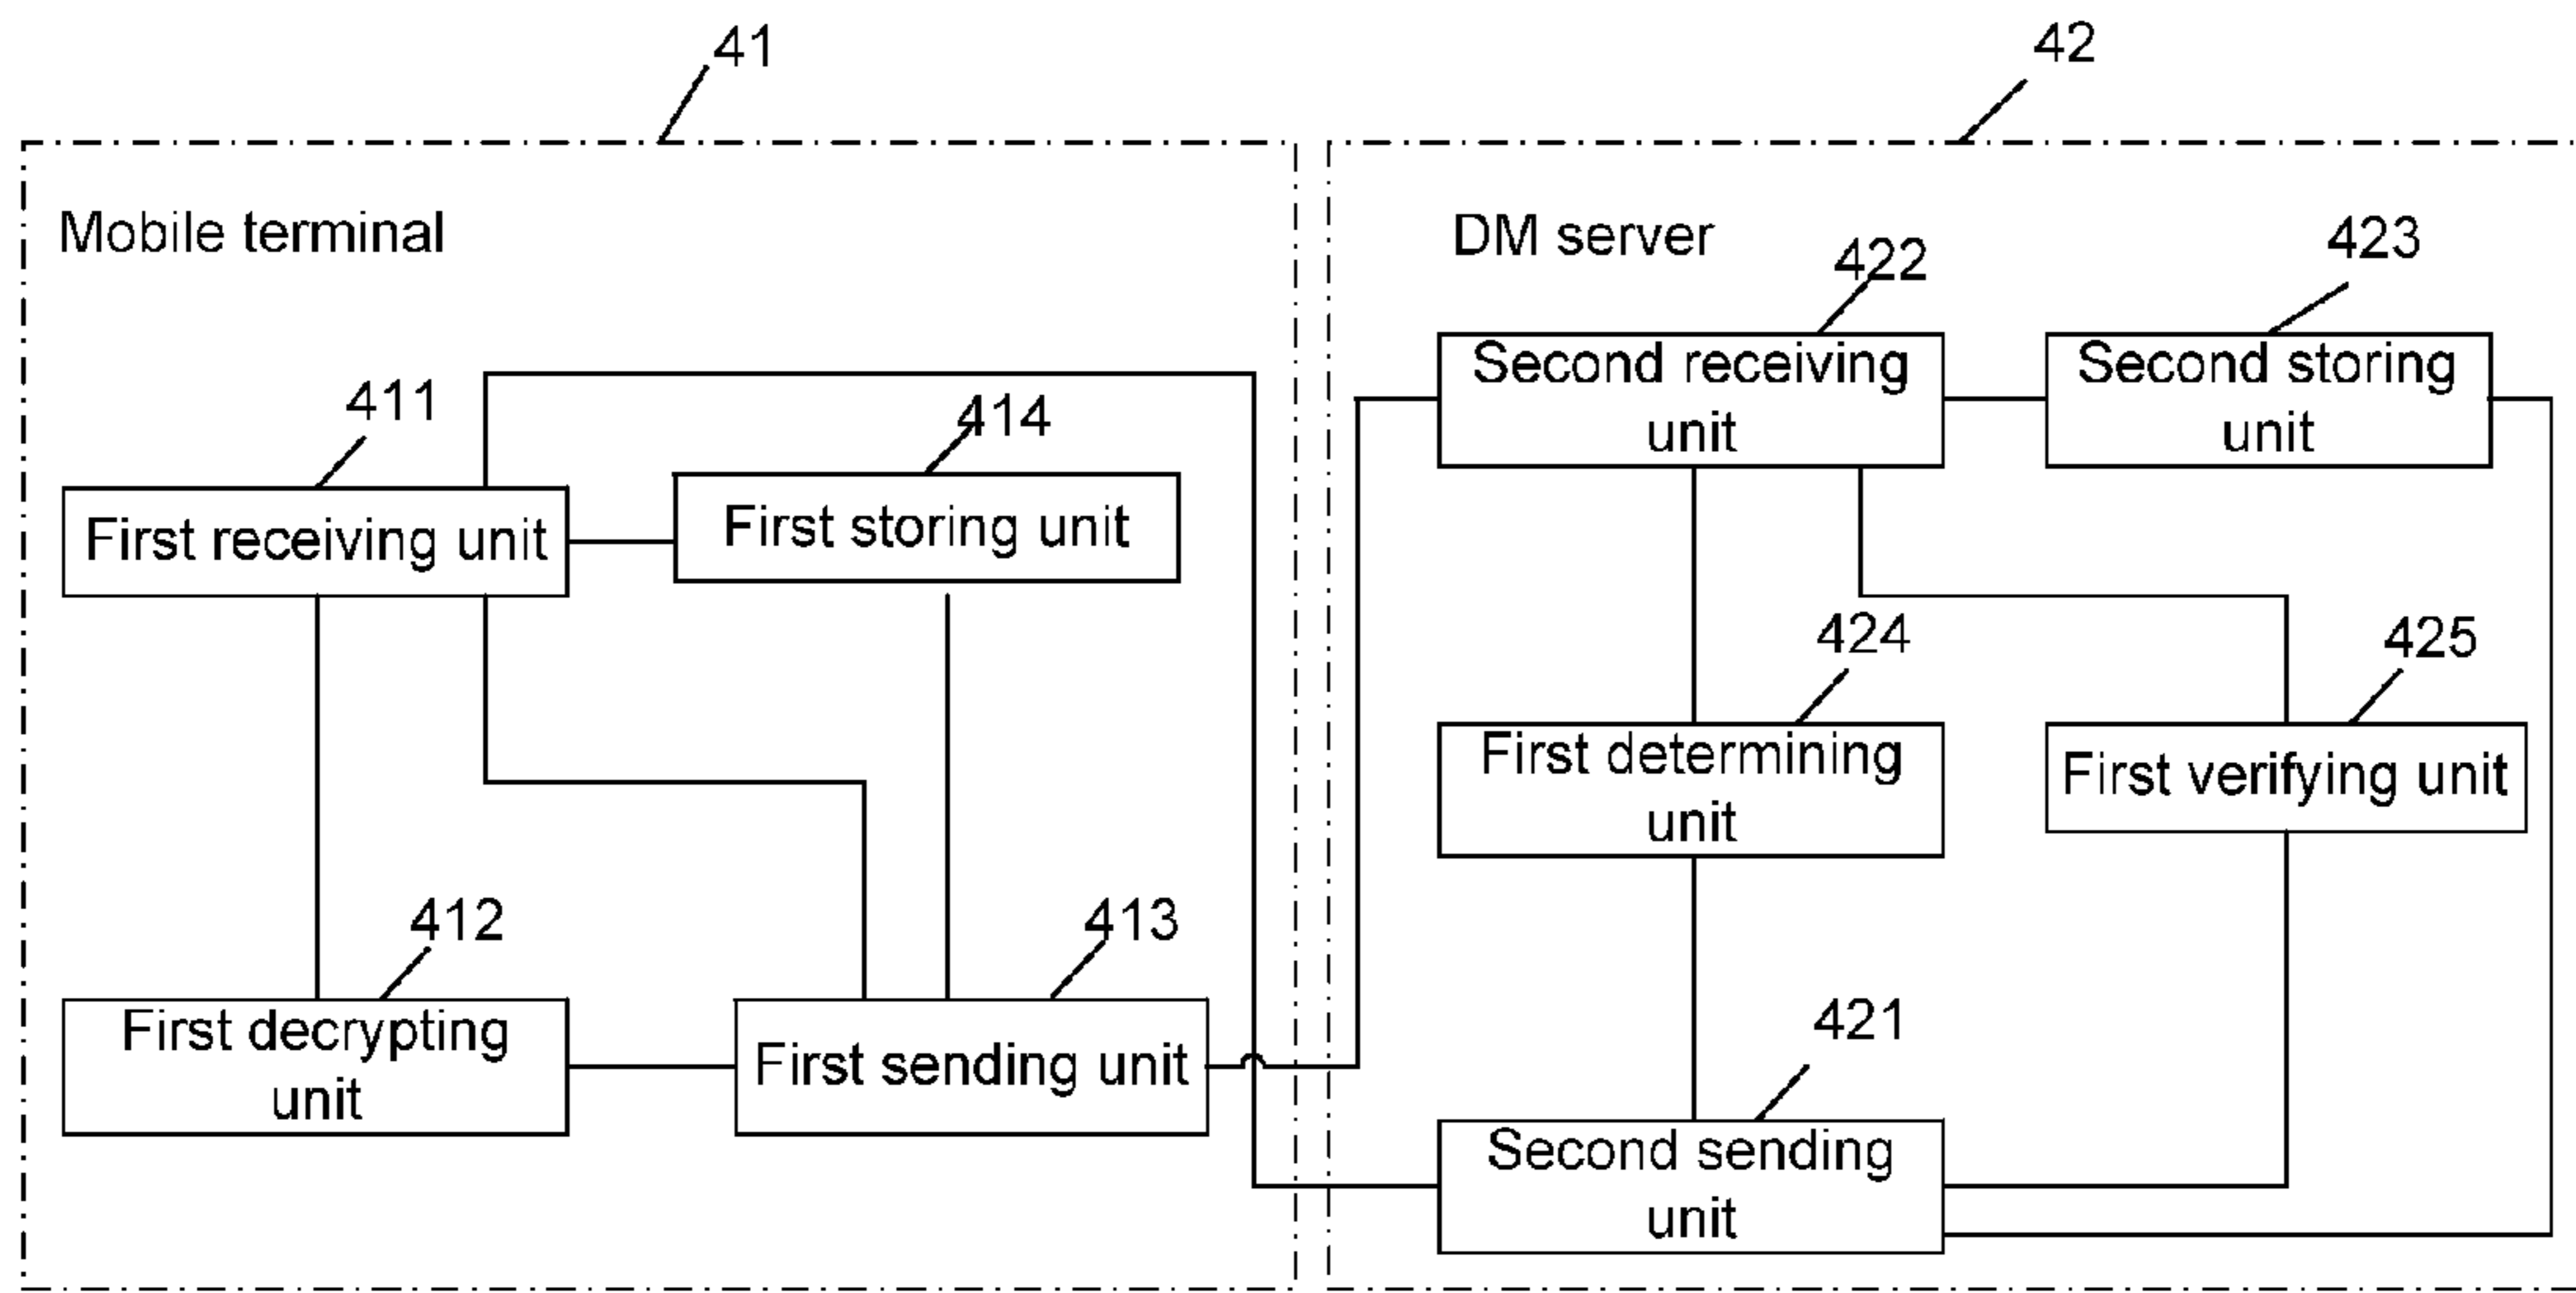 41
42
Mobile terminal
DM server
422
423
Second receiving
unit
Second storing
unit
411
414
First receiving unit
First storing unit
424
425
First determining
unit
First verifying unit
412
413
First decrypting
unit
First sending unit
421
Second sending
unit